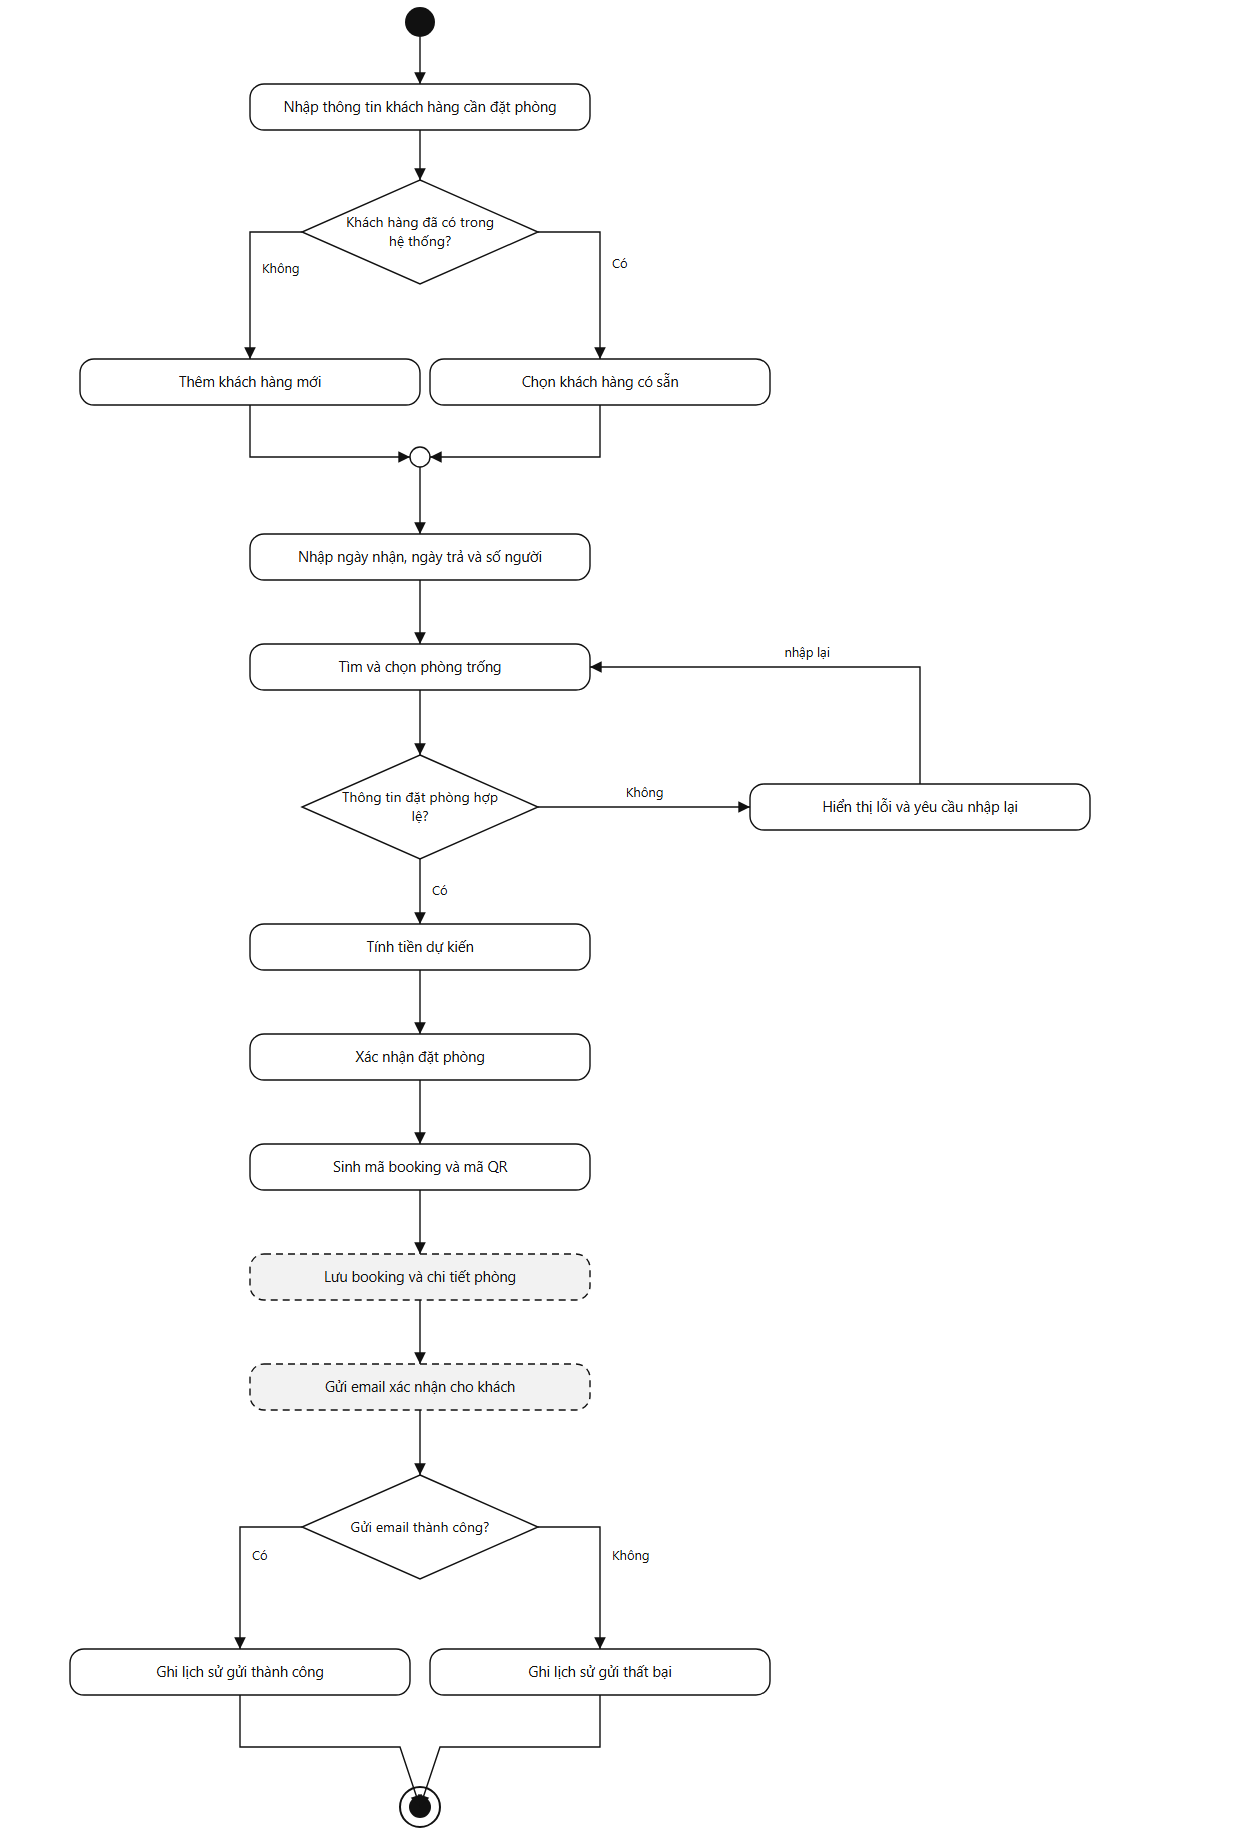 Nhập thông tin khách hàng cần đặt phòng
Khách hàng đã có trong
hệ thống?
Không
Có
Thêm khách hàng mới
Chọn khách hàng có sẵn
Nhập ngày nhận, ngày trả và số người
Tìm và chọn phòng trống
nhập lại
Thông tin đặt phòng hợp
lệ?
Không
Hiển thị lỗi và yêu cầu nhập lại
Có
Tính tiền dự kiến
Xác nhận đặt phòng
Sinh mã booking và mã QR
Lưu booking và chi tiết phòng
Gửi email xác nhận cho khách
Gửi email thành công?
Có
Không
Ghi lịch sử gửi thành công
Ghi lịch sử gửi thất bại